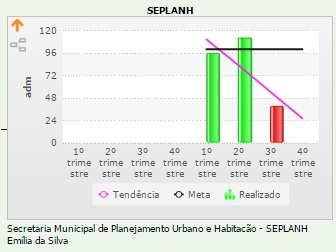 SEPLANH
120
96
72
48
24
0
adm
1º trime stre
2º trime stre
3º trime stre
4º trime stre
1º trime stre
2º trime stre
3º trime stre
4º trime stre
Tendência Meta Realizado
Secretaria Municipal de Planejamento Urbano e Habitacão - SEPLANH
Emília da Silva